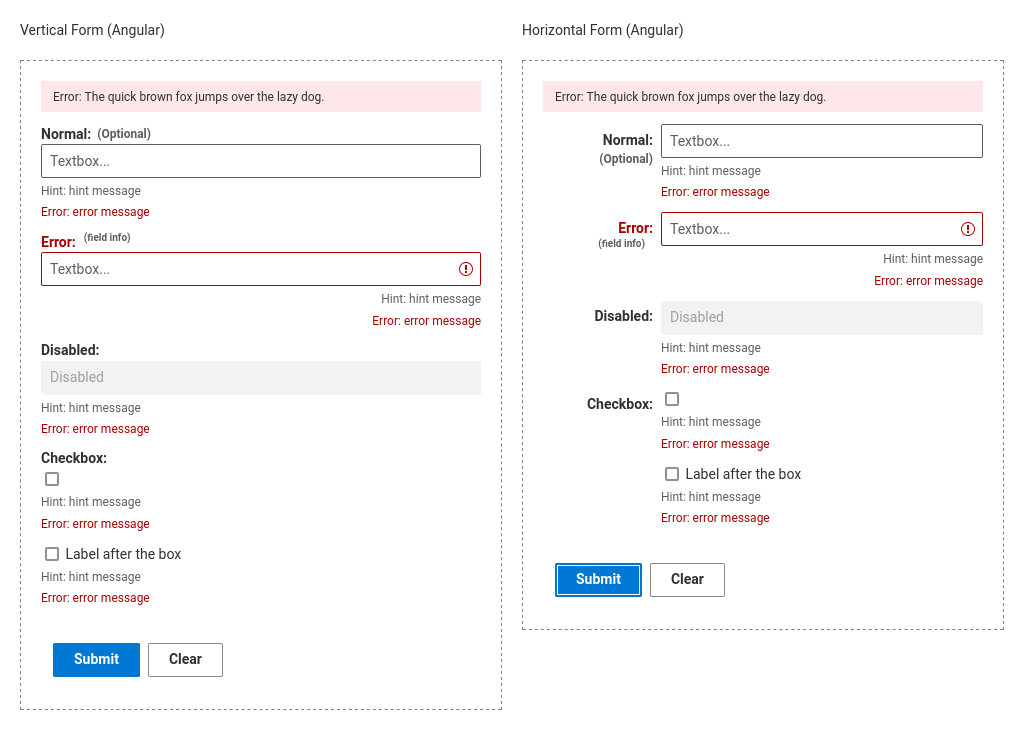 Vertical Form (Angular)
Error: The quick brown fox jumps over the lazy dog.
Normal: (Optional)
Textbox...
Hint: hint message
Error: error message
Error: (field info)
Textbox...
Hint: hint message
Error: error message
Disabled:
Disabled
Hint: hint message
Error: error message
Checkbox:
Hint: hint message
Error: error message
Label after the box
Hint: hint message
Error: error message
Submit Clear
Horizontal Form (Angular)
Error: The quick brown fox jumps over the lazy dog.
Normal: Textbox...
(Optional)
Hint: hint message
Error: error message
Error: Textbox...
(field info)
Hint: hint message
Error: error message
Disabled: Disabled
Hint: hint message
Error: error message
Checkbox:
Hint: hint message
Error: error message
Label after the box
Hint: hint message
Error: error message
Submit Clear